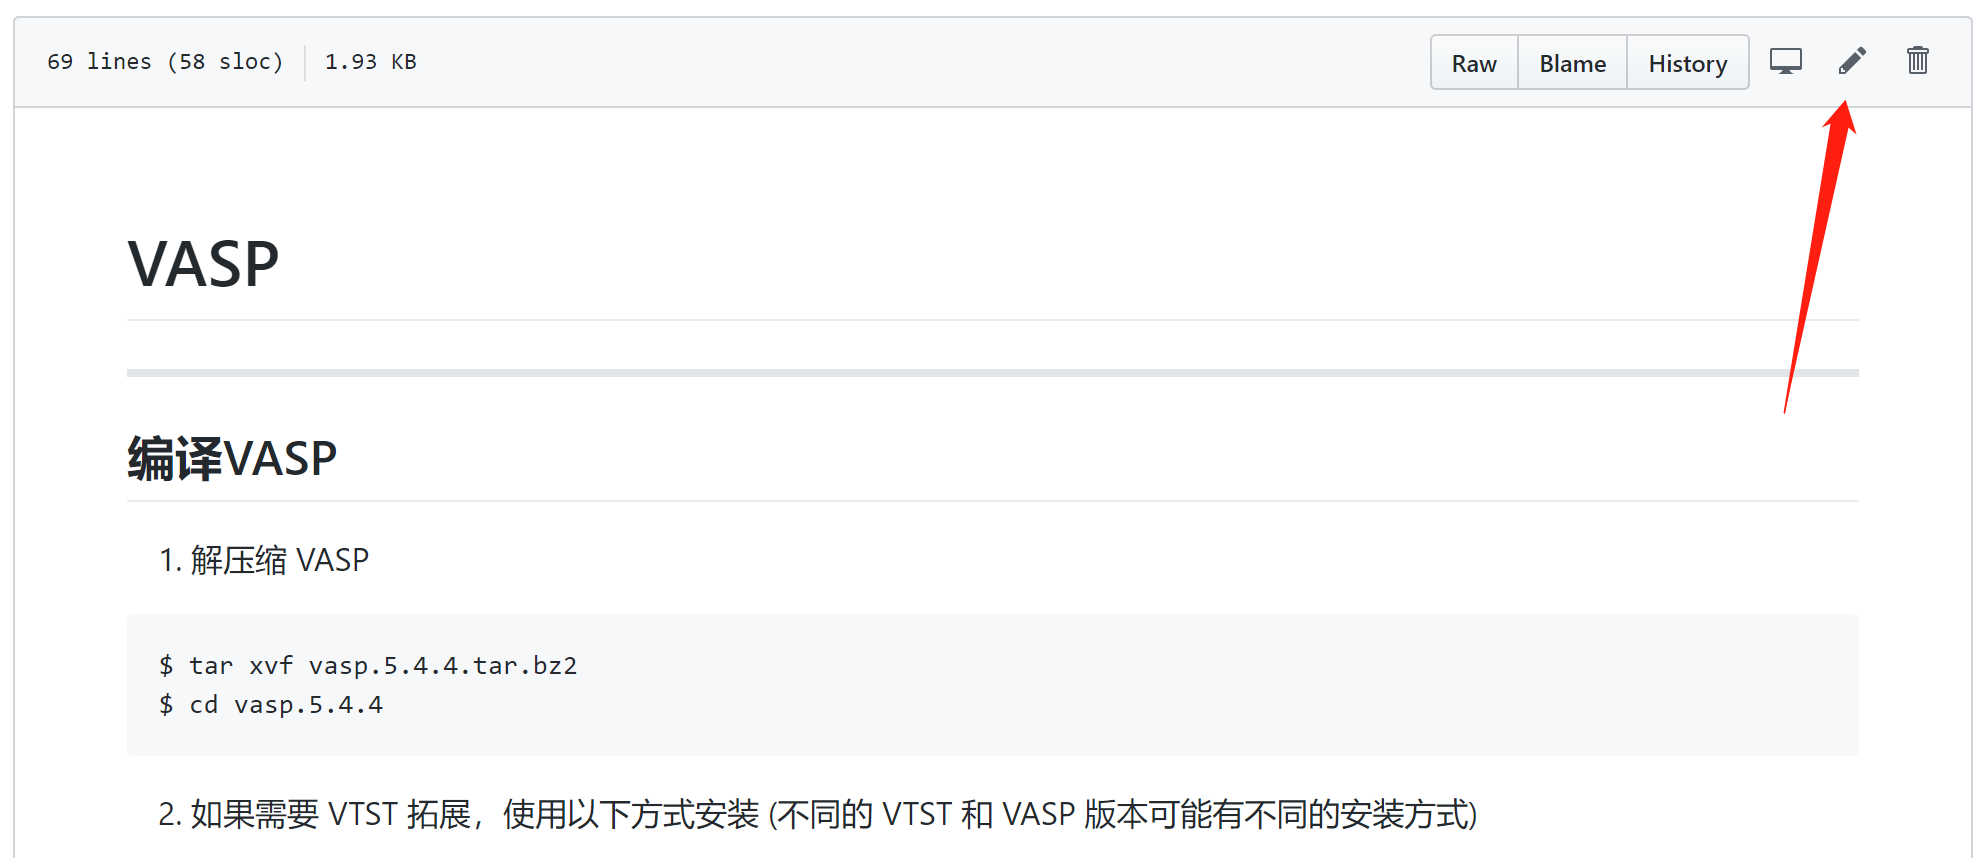 69 lines (58 sloc) 1.93 KB Raw Blame History
VASP
编译VASP
1. 解压缩 VASP
$ tar xvf vasp.5.4.4.tar.bz2
$ cd vasp.5.4.4
2. 如果需要 VTST 拓展，使用以下方式安装 (不同的 VTST 和 VASP 版本可能有不同的安装方式)